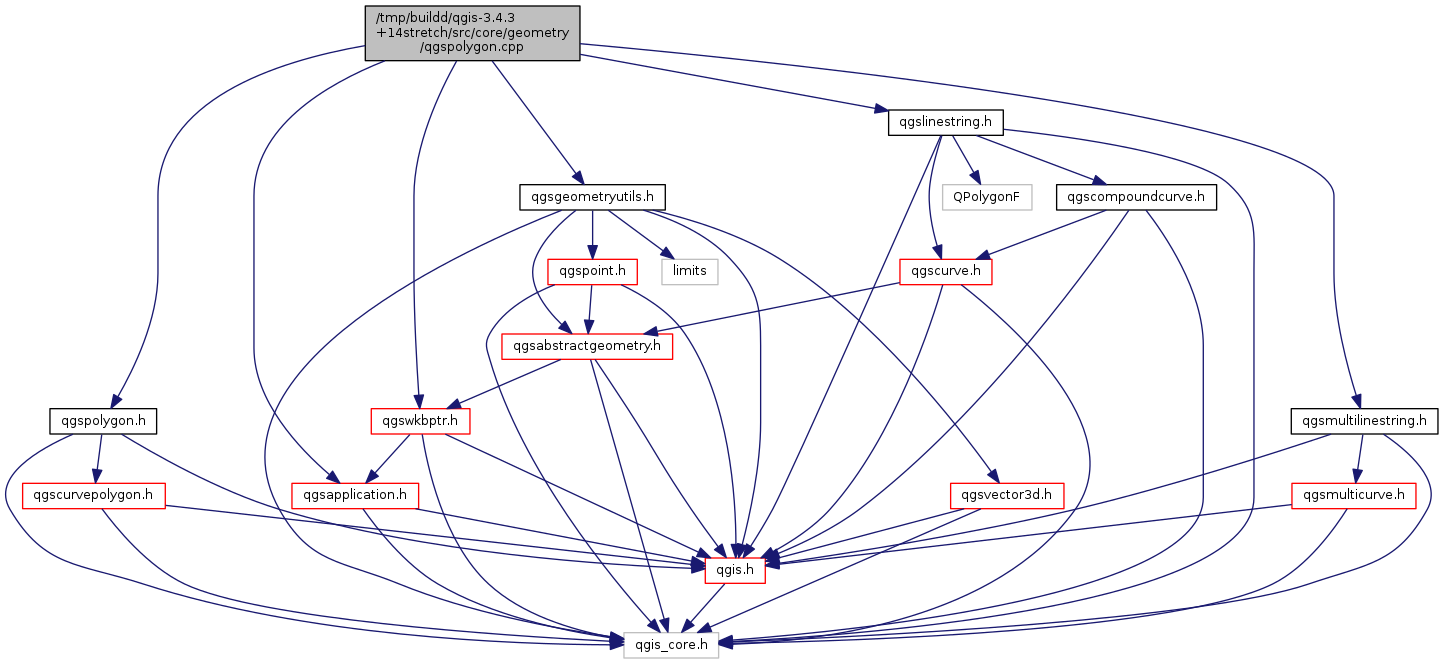 /tmp/buildd/qgis-3.4.3
+14stretch/src/core/geometry
/qgspolygon.cpp
qgslinestring.h
qgsgeometryutils.h
QPolygonF
qgscompoundcurve.h
qgspoint.h
limits
qgscurve.h
qgsabstractgeometry.h
qgspolygon.h
qgswkbptr.h
qgsmultilinestring.h
qgscurvepolygon.h
qgsapplication.h
qgsvector3d.h
qgsmulticurve.h
qgis.h
qgis_core.h